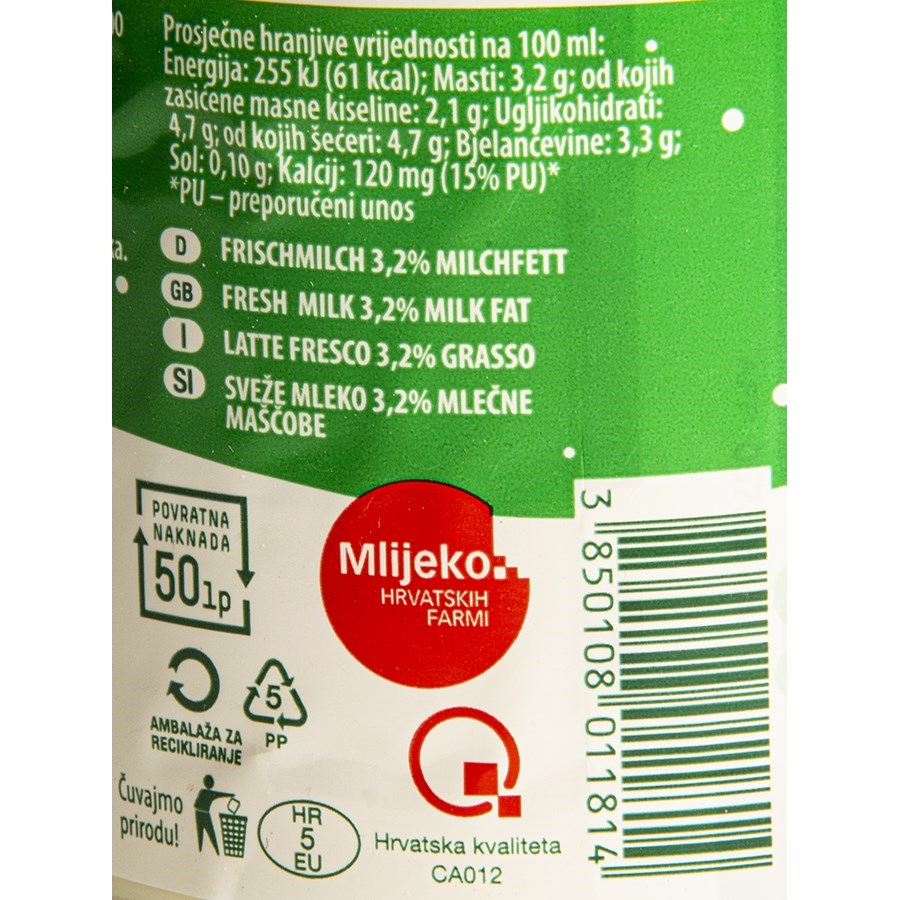 Prosječne hranjive vrijednosti na 100 ml:
Energija: 255 kJ (61 kcal); Masti: 3,2 g; od kojih
zasićene masne kiseline: 2,1 g; Ugljikohidrati:
4,7 g; od kojih šećeri: 4,7 g; Bjelančevine: 3,3 g;
Sol: 0,10 g; Kalcij: 120 mg (15% PU)*
*PU – preporučeni unos
D FRISCHMILCH 3,2% MILCHFETT
GB FRESH MILK 3,2% MILK FAT
I LATTE FRESCO 3,2% GRASSO
SI SVEŽE MLEKO 3,2% MLEČNE
MAŠČOBE
POVRATNA
NAKNADA
50 lp
Mlijeko
HRVATSKIH
FARMI
5
PP
AMBALAŽA ZA
RECIKLIRANJE
Čuvajmo
prirodu!
HR
5
EU
Hrvatska kvaliteta
CA012
3 850108 011814